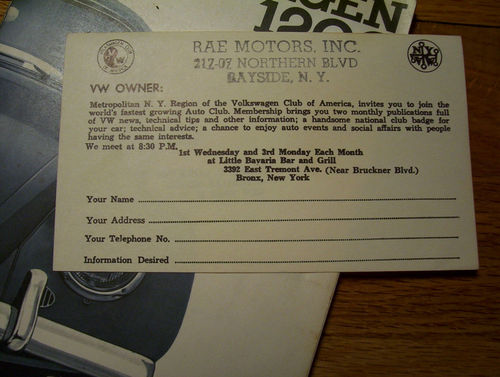 GEN
1200
RAE MOTORS, INC.
217-07 NORTHERN BLVD
BAYSIDE, N. Y.
VW OWNER:
Metropolitan N. Y. Region of the Volkswagen Club of America, invites you to join the
world's fastest growing Auto Club. Membership brings you two monthly publications full
of VW news, technical tips and other information; a handsome national club badge for
your car; technical advice; a chance to enjoy auto events and social affairs with people
having the same interests.
We meet at 8:30 P.M.
1st Wednesday and 3rd Monday Each Month
at Little Bavaria Bar and Grill
3392 East Tremont Ave. (Near Bruckner Blvd.)
Bronx, New York
Your Name
Your Address
Your Telephone No.
Information Desired